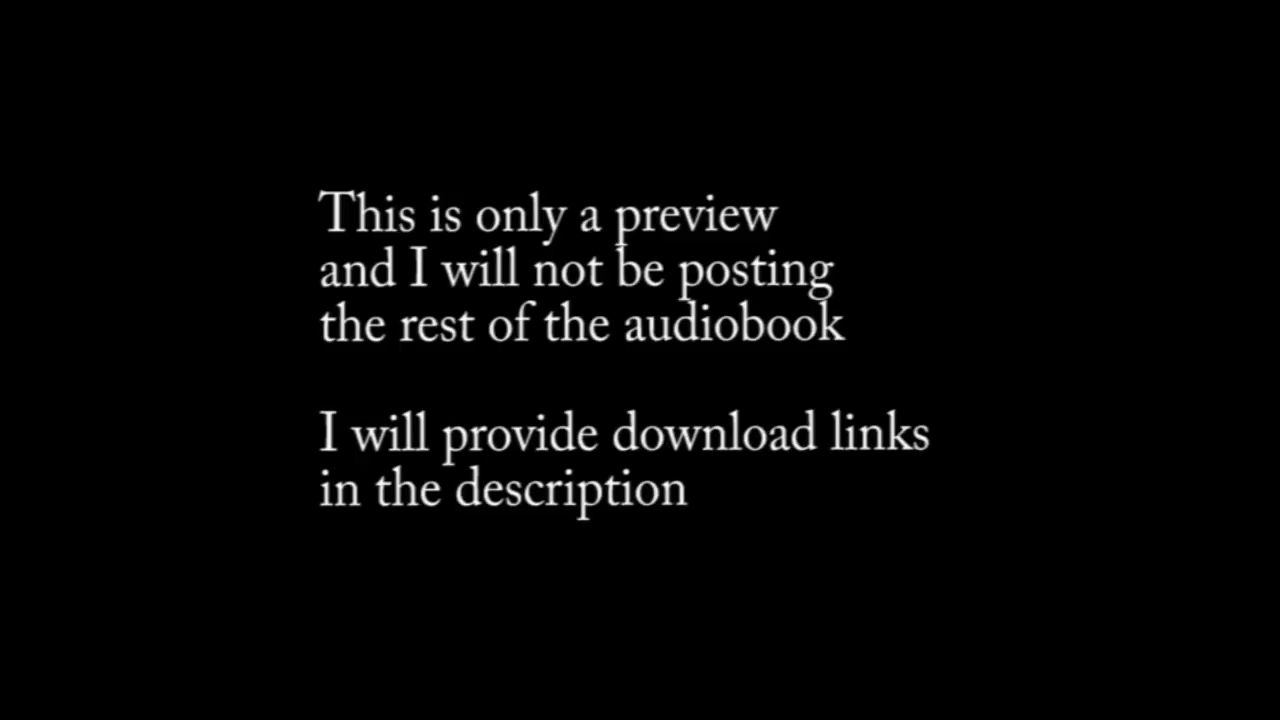 This is only a preview
and I will not be posting
the rest of the audiobook
I will provide download links
in the description